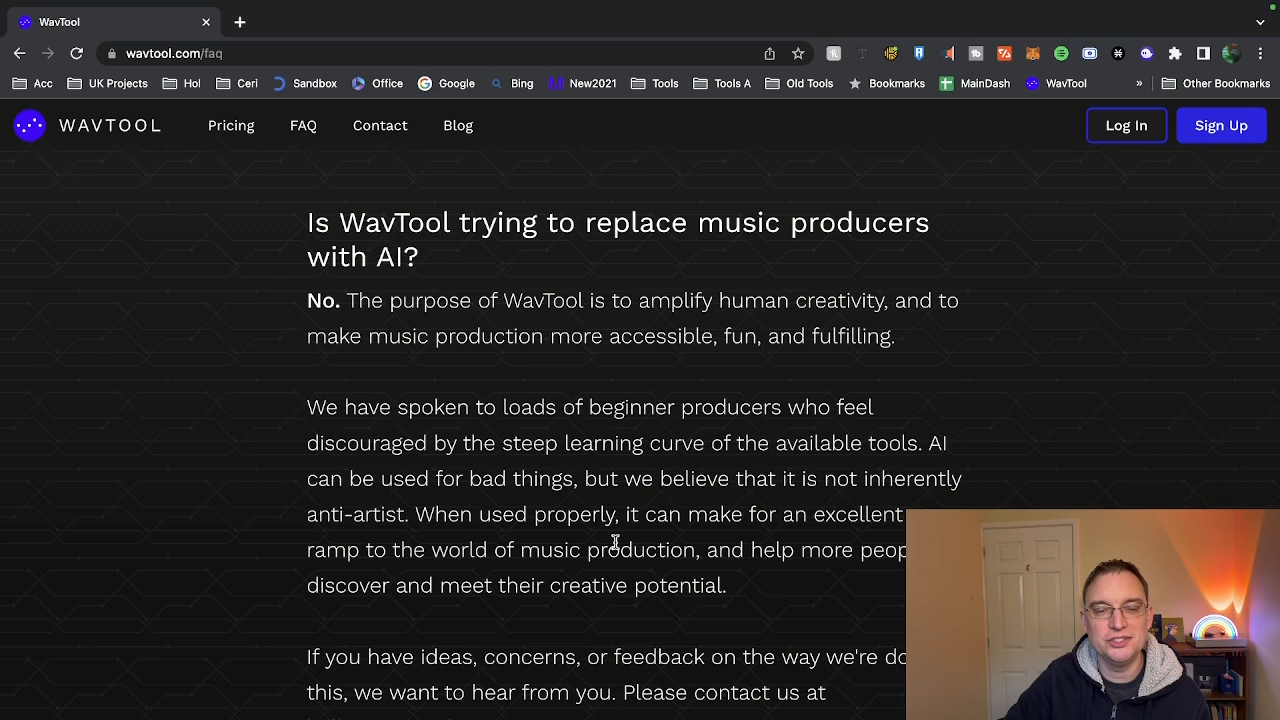 WavTool
wavtool.com/faq
Acc
UK Projects
Hol
Ceri
Sandbox
Office
Google
Bing
New2021
Tools
Tools A
Old Tools
Bookmarks
MainDash
WavTool
»
Other Bookmarks
WAVTOOL
Pricing
FAQ
Contact
Blog
Log In
Sign Up
Is WavTool trying to replace music producers
with AI?
No. The purpose of WavTool is to amplify human creativity, and to
make music production more accessible, fun, and fulfilling.
We have spoken to loads of beginner producers who feel
discouraged by the steep learning curve of the available tools. AI
can be used for bad things, but we believe that it is not inherently
anti-artist. When used properly, it can make for an excellent
ramp to the world of music production, and help more peop
discover and meet their creative potential.
If you have ideas, concerns, or feedback on the way we're do
this, we want to hear from you. Please contact us at